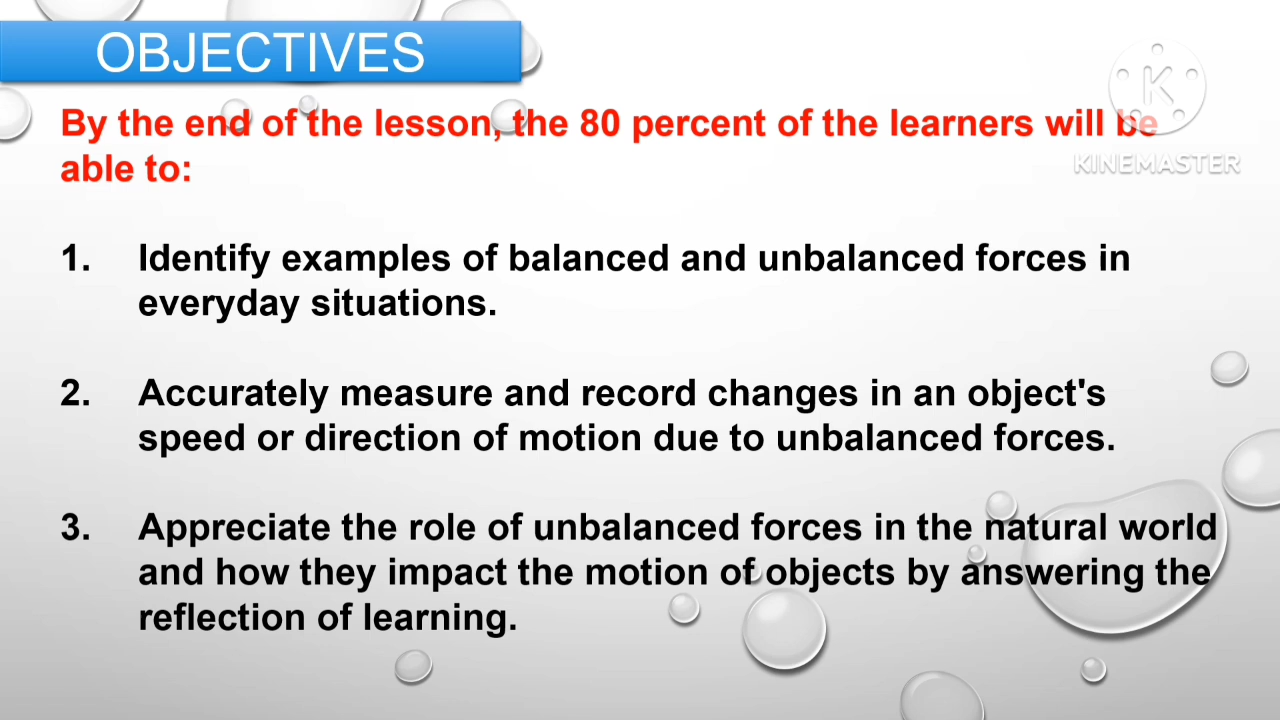 OBJECTIVES
By the end of the lesson, the 80 percent of the learners will be
able to:
1. Identify examples of balanced and unbalanced forces in
everyday situations.
2. Accurately measure and record changes in an object's
speed or direction of motion due to unbalanced forces.
3. Appreciate the role of unbalanced forces in the natural world
and how they impact the motion of objects by answering the
reflection of learning.
K
KINEMASTER